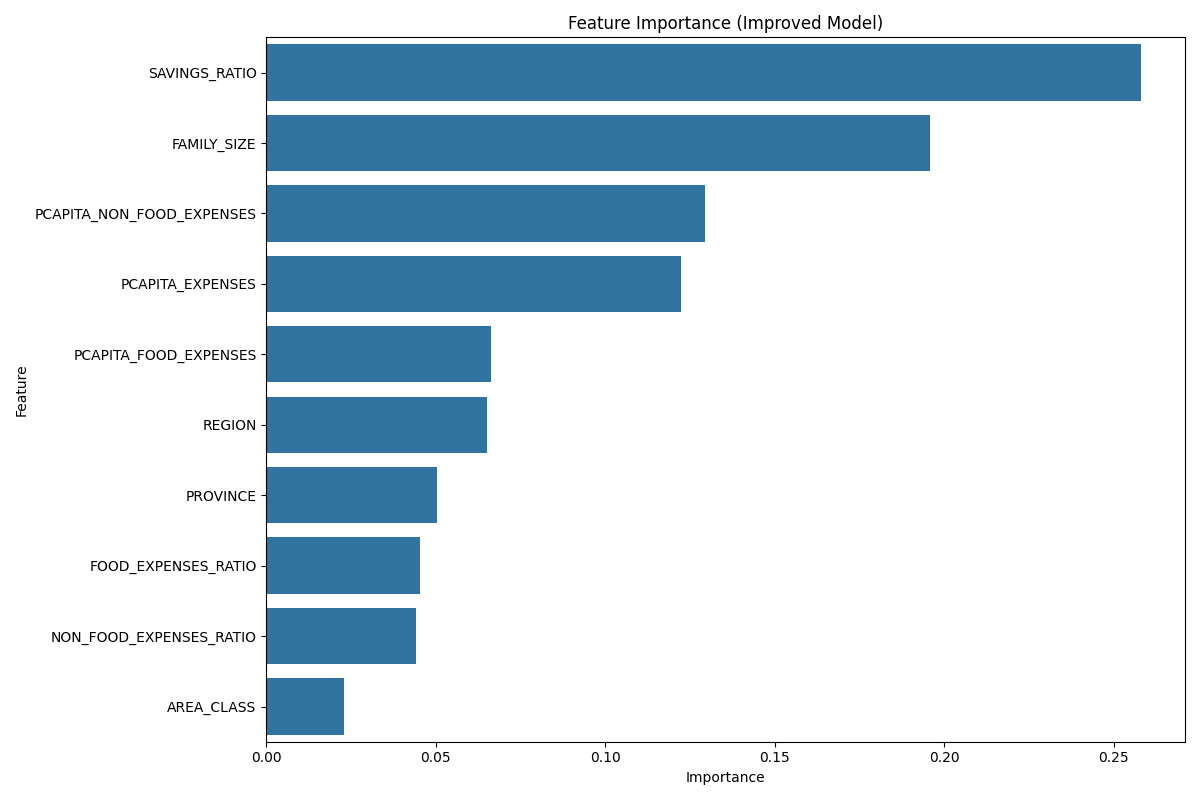 Feature Importance (Improved Model)
SAVINGS_RATIO
FAMILY_SIZE
PCAPITA_NON_FOOD_EXPENSES
PCAPITA_EXPENSES
PCAPITA_FOOD_EXPENSES
REGION
PROVINCE
FOOD_EXPENSES_RATIO
NON_FOOD_EXPENSES_RATIO
AREA_CLASS
Feature
0.00 0.05 0.10 0.15 0.20 0.25
Importance